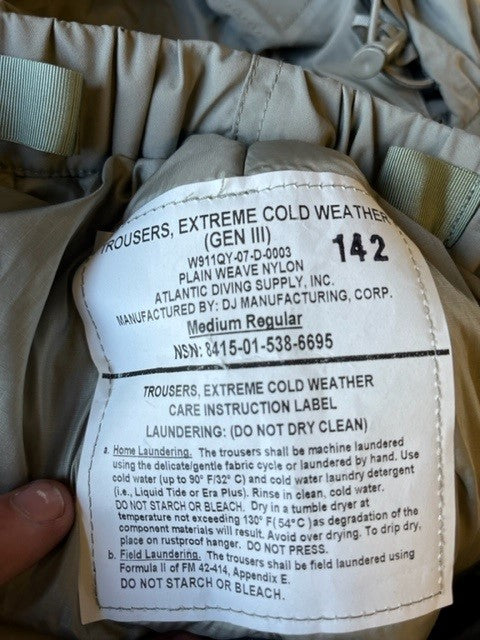 TROUSERS, EXTREME COLD WEATHER
(GEN III)
142
W911QY-07-D-0003
PLAIN WEAVE NYLON
ATLANTIC DIVING SUPPLY, INC.
MANUFACTURED BY: DJ MANUFACTURING, CORP.
Medium Regular
NSN: 8415-01-538-6695
TROUSERS, EXTREME COLD WEATHER
CARE INSTRUCTION LABEL
LAUNDERING: (DO NOT DRY CLEAN)
a. Home Laundering. The trousers shall be machine laundered
using the delicate/gentle fabric cycle or laundered by hand. Use
cold water (up to 90° F/32° C) and cold water laundry detergent
(i.e., Liquid Tide or Era Plus). Rinse in clean, cold water.
DO NOT STARCH OR BLEACH. Dry in a tumble dryer at
temperature not exceeding 130° F(54°C) as degradation of the
component materials will result. Avoid over drying. To drip dry,
place on rustproof hanger. DO NOT PRESS.
b. Field Laundering. The trousers shall be field laundered using
Formula II of FM 42-414, Appendix E.
DO NOT STARCH OR BLEACH.